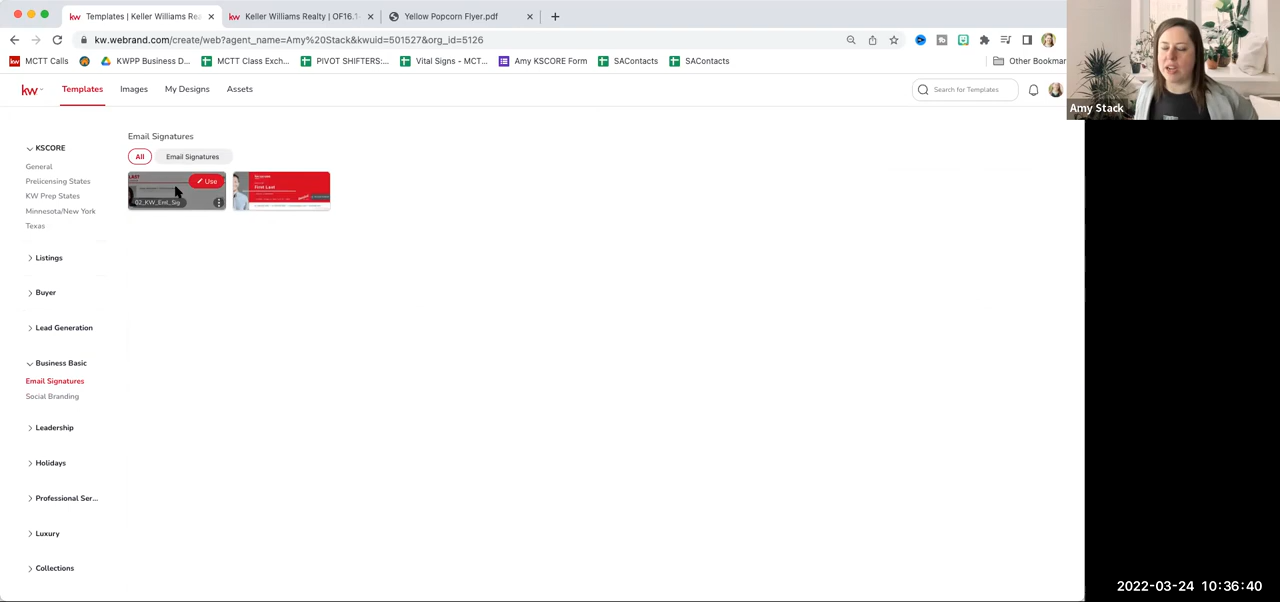 kw Templates | Keller Williams Rea × kw Keller Williams Realty | OF16.1 × Yellow Popcorn Flyer.pdf × +
kw.webrand.com/create/web?agent_name=Amy%20Stack&kwuid=501527&org_id=5126
kw MCTT Calls KWPP Business D... MCTT Class Exch... PIVOT SHIFTERS:... Vital Signs - MCT... Amy KSCORE Form SAContacts SAContacts Other Bookmar
Amy Stack
kw Templates Images My Designs Assets Search for Templates
Email Signatures
All Email Signatures
Use
02_KW_Eml_Sig
First Last
KSCORE
General
Prelicensing States
KW Prep States
Minnesota/New York
Texas
Listings
Buyer
Lead Generation
Business Basic
Email Signatures
Social Branding
Leadership
Holidays
Professional Ser...
Luxury
Collections
2022-03-24 10:36:40